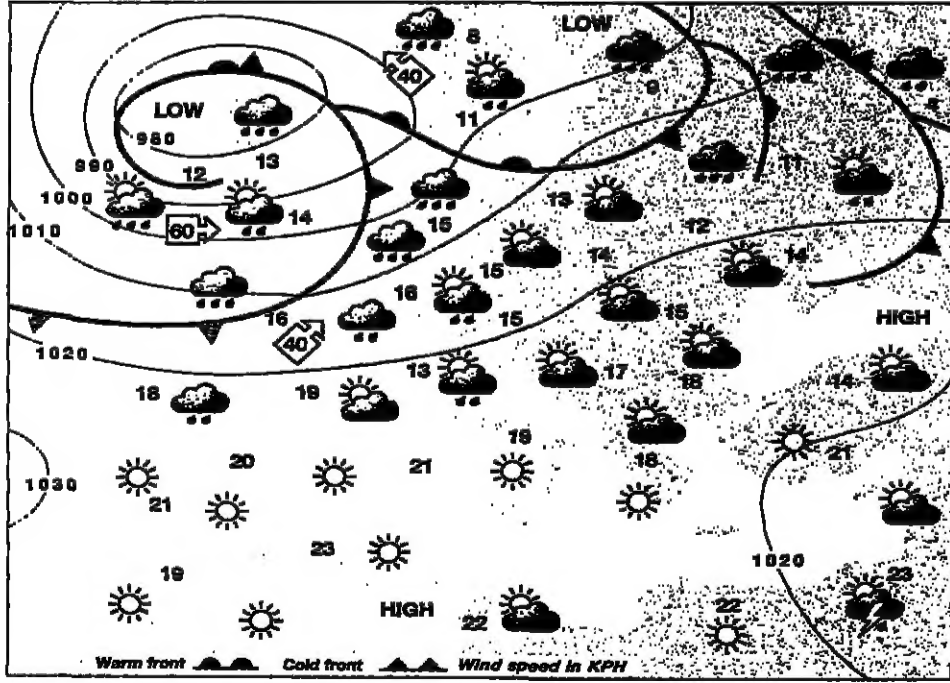 8 LOW
40
LOW 9
980 11 8
990 12 13 11
1000 14 13
1010 60 15 12
15 14 14
16 16 15 15
40 HIGH
1020 13 17 18 14
18 19
19
20 21 18 21
1030 21
23 1020
19 23
HIGH 22 22
Warm front Cold front Wind speed in KPH